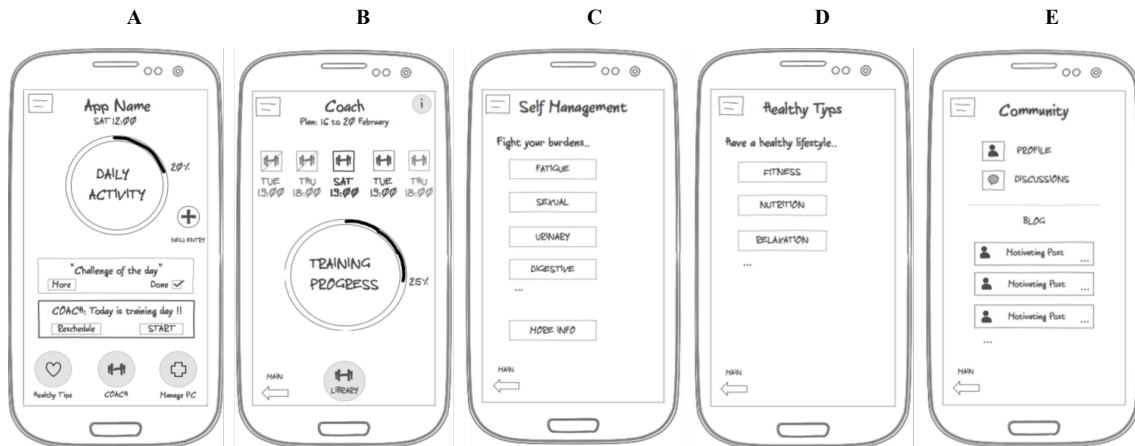 A
B
C
D
E
App Name
SAT 12:00
20%
DAILY
ACTIVITY
NEW ENTRY
"Challenge of the day"
More
Done
COACH: Today is training day !!
Reschedule
START
Healthy Tips
COACH
Manage PC
Coach
i
Plan: 16 to 20 February
TUE
19:00
THU
18:00
SAT
19:00
TUE
19:00
THU
18:00
TRAINING
PROGRESS
25%
MAIN
LIBRARY
Self Management
Fight your burdens..
FATIGUE
SEXUAL
URINARY
DIGESTIVE
...
MORE INFO
MAIN
Healthy Typs
Have a healthy lifestyle..
FITNESS
NUTRITION
RELAXATION
...
MAIN
Community
PROFILE
DISCUSSIONS
BLOG
Motivating Post ...
Motivating Post ...
Motivating Post ...
...
MAIN